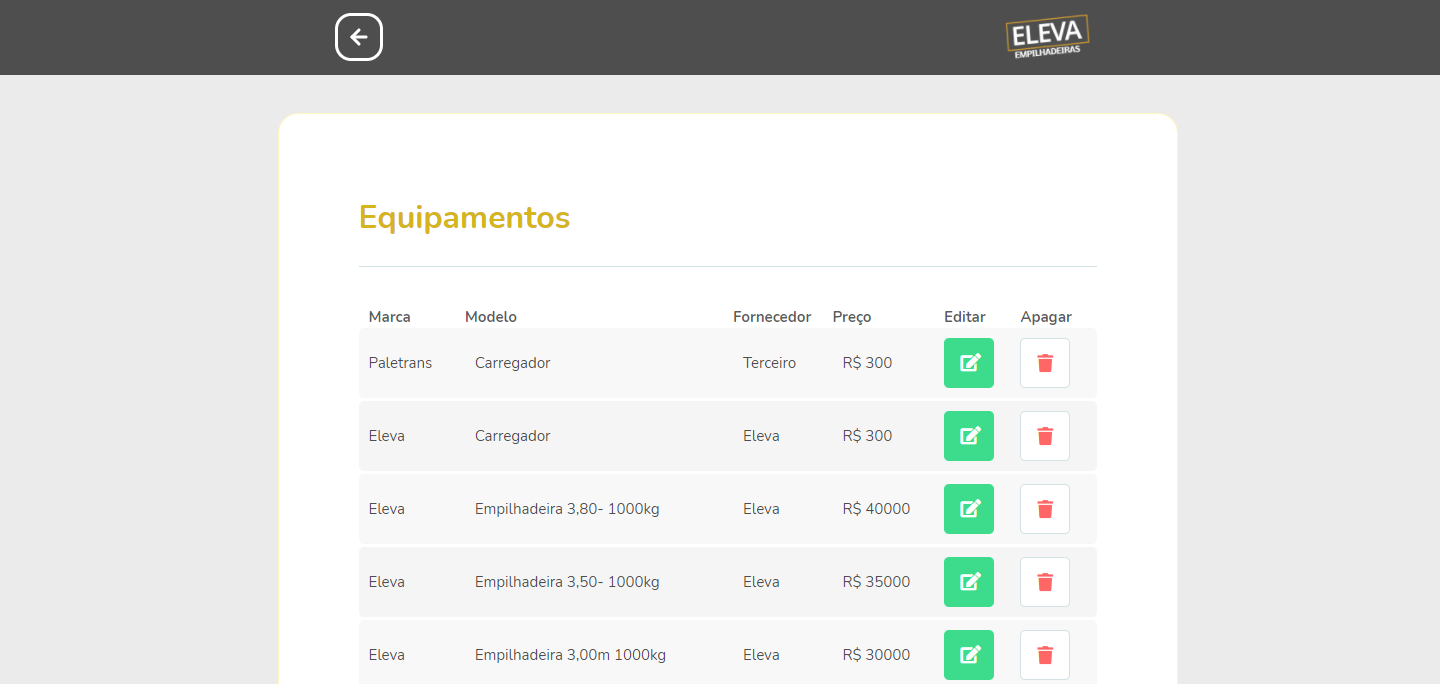 ELEVA
EMPILHADEIRAS
Equipamentos
Marca Modelo Fornecedor Preço Editar Apagar
Paletrans Carregador Terceiro R$ 300
Eleva Carregador Eleva R$ 300
Eleva Empilhadeira 3,80- 1000kg Eleva R$ 40000
Eleva Empilhadeira 3,50- 1000kg Eleva R$ 35000
Eleva Empilhadeira 3,00m 1000kg Eleva R$ 30000